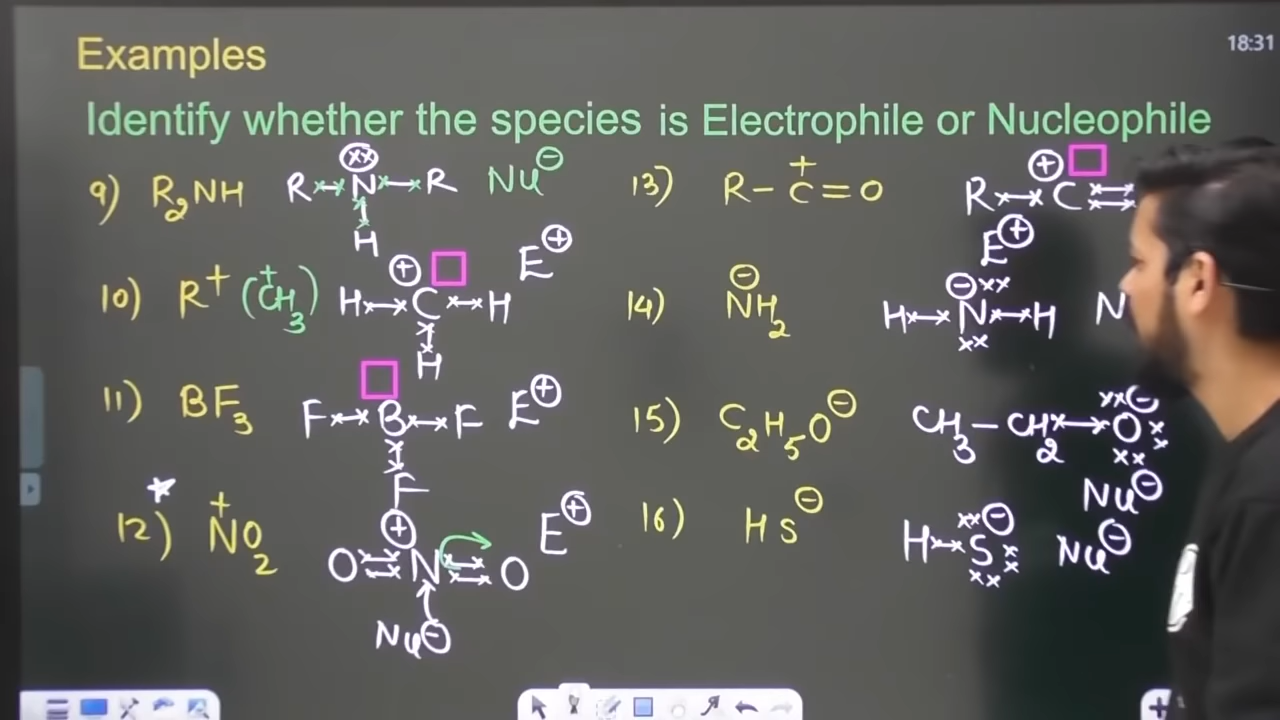 18:31
Examples
Identify whether the species is Electrophile or Nucleophile
9) R₂NH
R N R
H
Nu⊖
10) R⁺ (C⁺H₃)
⊕
H C H
H
E⊕
11) BF₃
F B F
F
E⊕
12) N⁺O₂
⊕
O N O
Nu⊖
E⊕
13) R – C⁺ = O
⊕
R C
E⊕
14) N⊖H₂
⊖
H N H
N
15) C₂H₅O⊖
CH₃ – CH₂ O⊖
Nu⊖
16) HS⊖
H S⊖
Nu⊖